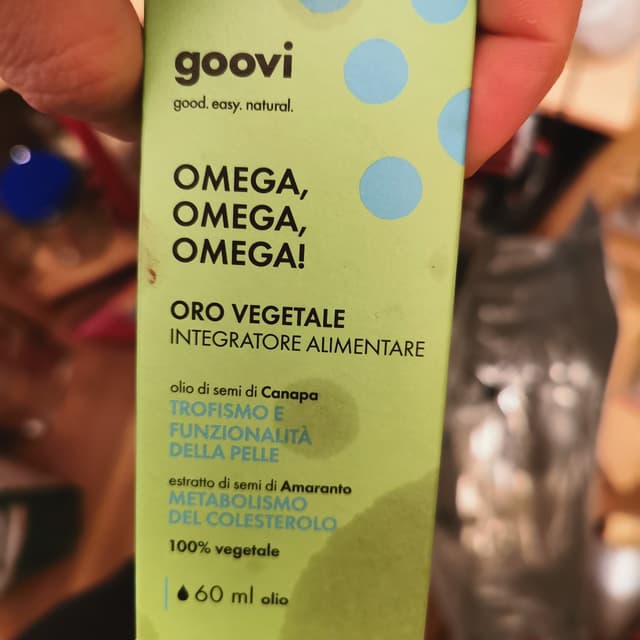 goovi
good. easy. natural.
OMEGA,
OMEGA,
OMEGA!
ORO VEGETALE
INTEGRATORE ALIMENTARE
olio di semi di Canapa
TROFISMO E
FUNZIONALITÀ
DELLA PELLE
estratto di semi di Amaranto
METABOLISMO
DEL COLESTEROLO
100% vegetale
60 ml olio